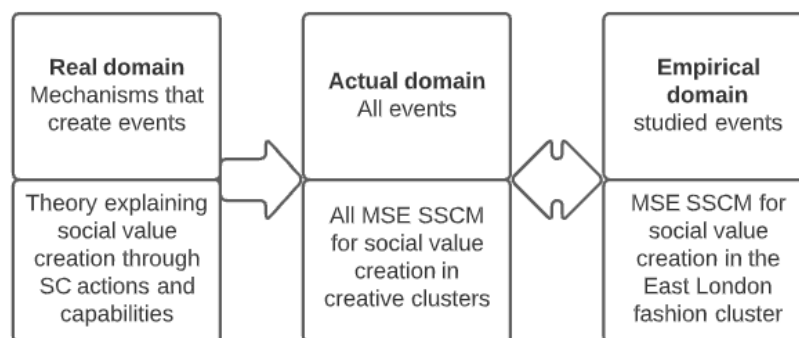 Real domain
Mechanisms that
create events
Theory explaining
social value
creation through
SC actions and
capabilities
Actual domain
All events
All MSE SSCM
for social value
creation in
creative clusters
Empirical
domain
studied events
MSE SSCM for
social value
creation in the
East London
fashion cluster